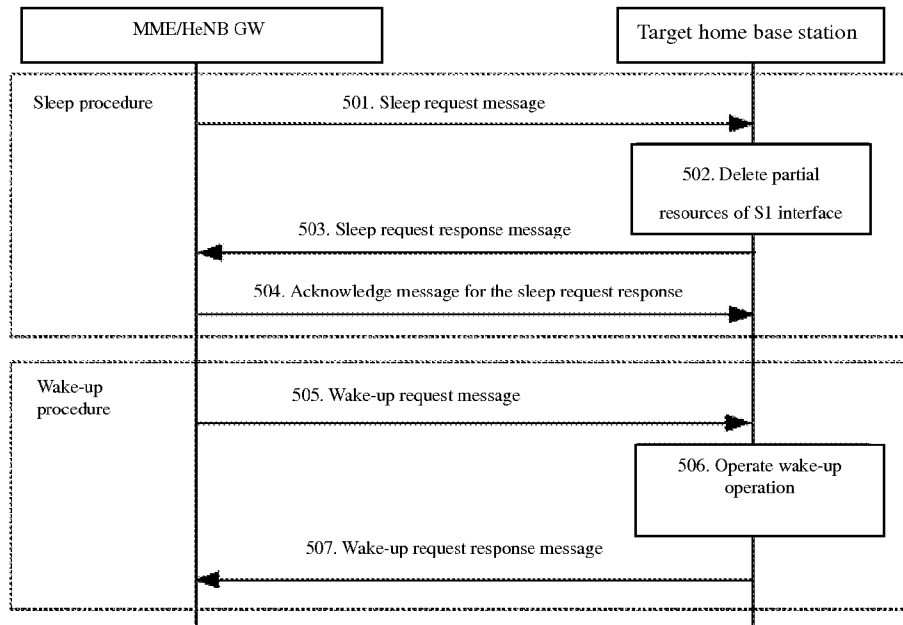 MME/HeNB GW
Target home base station
Sleep procedure
501. Sleep request message
502. Delete partial
resources of S1 interface
503. Sleep request response message
504. Acknowledge message for the sleep request response
Wake-up
procedure
505. Wake-up request message
506. Operate wake-up
operation
507. Wake-up request response message